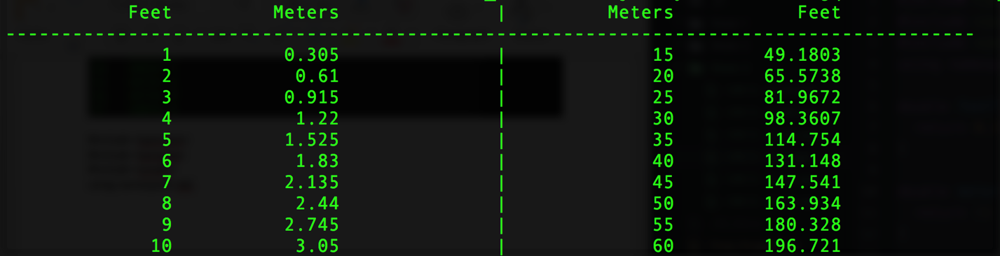 Feet Meters | Meters Feet
---------------------------------------------------------------------------------------
1 0.305 | 15 49.1803
2 0.61 | 20 65.5738
3 0.915 | 25 81.9672
4 1.22 | 30 98.3607
5 1.525 | 35 114.754
6 1.83 | 40 131.148
7 2.135 | 45 147.541
8 2.44 | 50 163.934
9 2.745 | 55 180.328
10 3.05 | 60 196.721